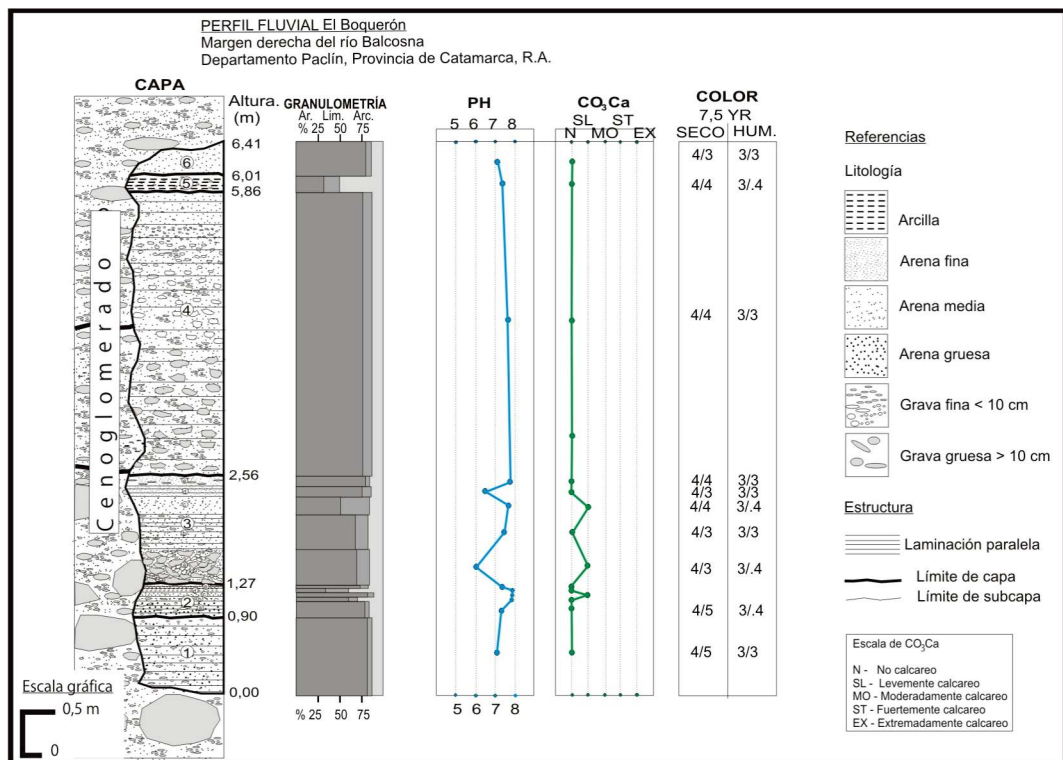 PERFIL FLUVIAL El Boquerón
Margen derecha del río Balcosna
Departamento Paclín, Provincia de Catamarca, R.A.
CAPA
Altura.
(m)
GRANULOMETRÍA
Ar. Lim. Arc.
% 25 50 75
PH
5 6 7 8
CO3Ca
SL ST
N MO EX
COLOR
7,5 YR
SECO HUM.
6,41
6
4/3 3/3
6,01
5
4/4 3/.4
5,86
Cenoglomerado
4
4/4 3/3
2,56
4/4 3/3
4/3 3/3
4/4 3/.4
3
4/3 3/3
4/3 3/.4
1,27
2
4/5 3/.4
0,90
1
4/5 3/3
0,00
% 25 50 75
5 6 7 8
Escala gráfica
0,5 m
0
Referencias
Litología
Arcilla
Arena fina
Arena media
Arena gruesa
Grava fina < 10 cm
Grava gruesa > 10 cm
Estructura
Laminación paralela
Límite de capa
Límite de subcapa
Escala de CO3Ca
N - No calcareo
SL - Levemente calcareo
MO - Moderadamente calcareo
ST - Fuertemente calcareo
EX - Extremadamente calcareo